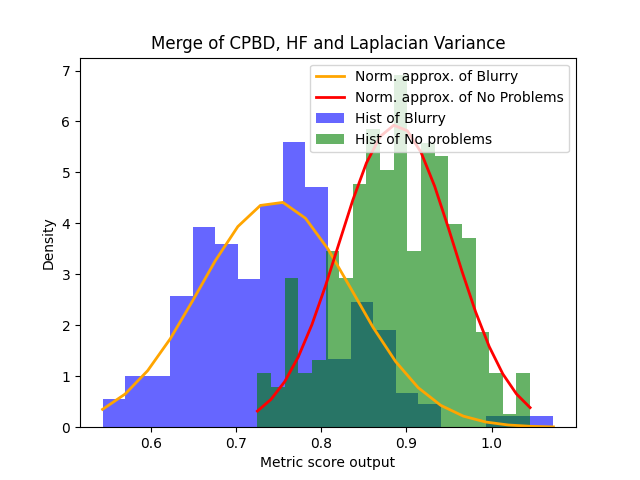 Merge of CPBD, HF and Laplacian Variance
7
6
5
4
3
2
1
0
Density
Norm. approx. of Blurry
Norm. approx. of No Problems
Hist of Blurry
Hist of No problems
0.6 0.7 0.8 0.9 1.0
Metric score output